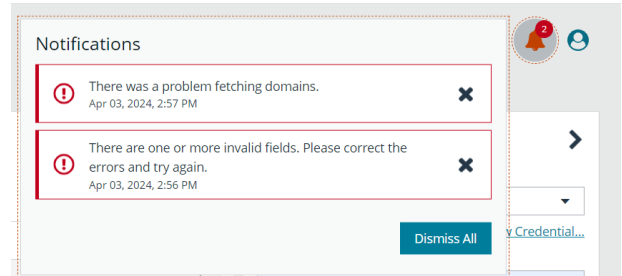 Notifications
2
There was a problem fetching domains.
Apr 03, 2024, 2:57 PM
There are one or more invalid fields. Please correct the
errors and try again.
Apr 03, 2024, 2:56 PM
Dismiss All
Credential...